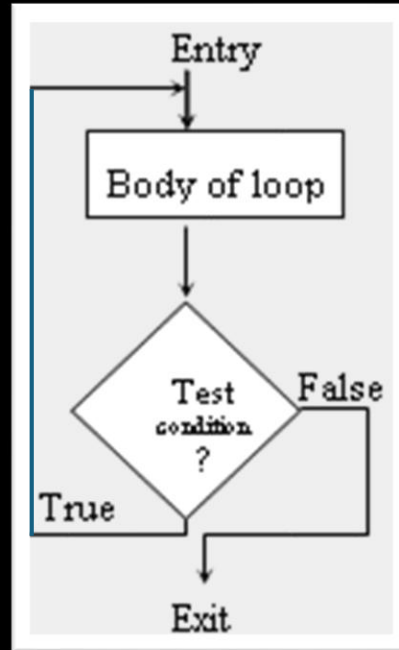 Entry
Body of loop
False
Test
condition
?
True
Exit